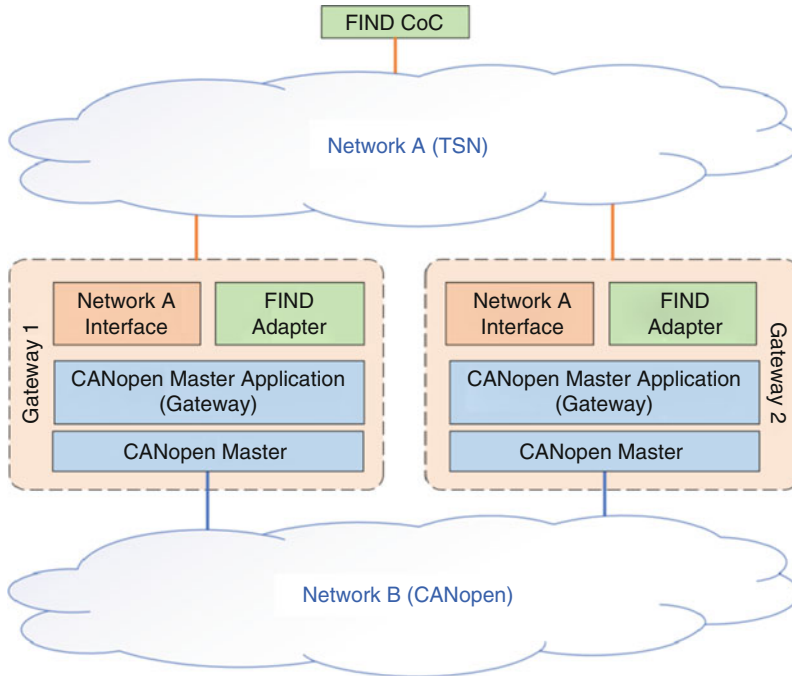 FIND CoC
Network A (TSN)
Gateway 1
Network A
Interface
FIND
Adapter
CANopen Master Application
(Gateway)
CANopen Master
Network A
Interface
FIND
Adapter
CANopen Master Application
(Gateway)
CANopen Master
Gateway 2
Network B (CANopen)